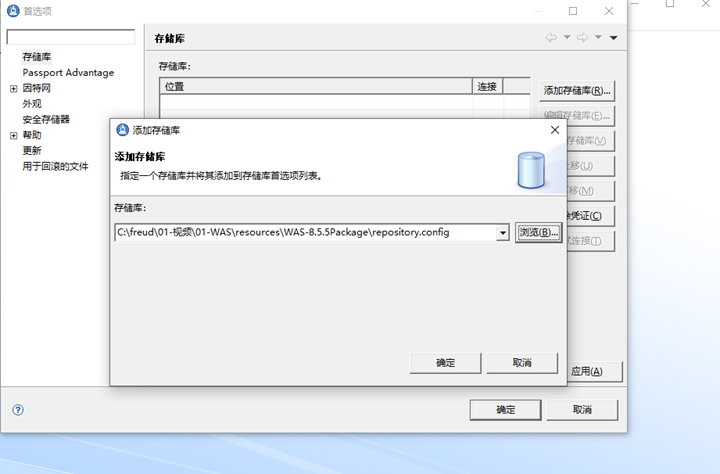 首选项
存储库
存储库
Passport Advantage
因特网
外观
安全存储器
帮助
更新
用于回滚的文件
存储库：
位置
连接
添加存储库(R)...
编辑存储库(E)...
存储库(V)
移(U)
移(M)
凭证(C)
连接(T)
添加存储库
添加存储库
指定一个存储库并将其添加到存储库首选项列表。
存储库：
C:\freud\01-视频\01-WAS\resources\WAS-8.5.5Package\repository.config
浏览(B)...
确定
取消
应用(A)
?
确定
取消